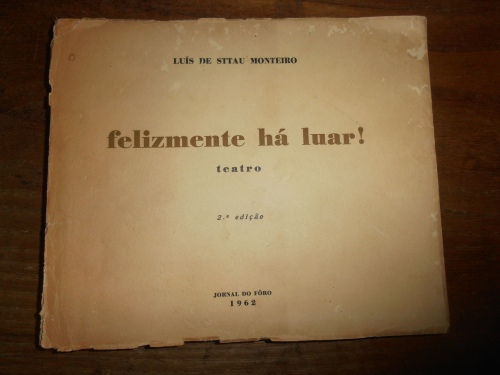 LUÍS DE STTAU MONTEIRO
felizmente há luar!
teatro
2.ª edição
JORNAL DO FÔRO
1962